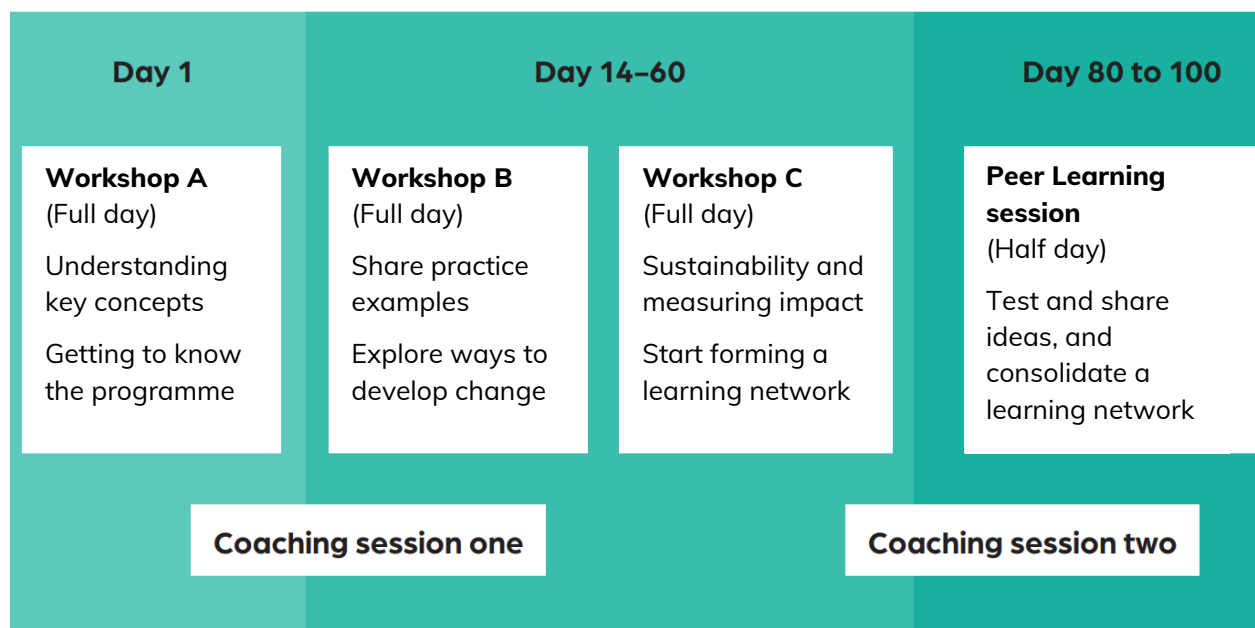 Day 1
Day 14–60
Day 80 to 100
Workshop A
(Full day)
Understanding
key concepts
Getting to know
the programme
Workshop B
(Full day)
Share practice
examples
Explore ways to
develop change
Workshop C
(Full day)
Sustainability and
measuring impact
Start forming a
learning network
Peer Learning
session
(Half day)
Test and share
ideas, and
consolidate a
learning network
Coaching session one
Coaching session two